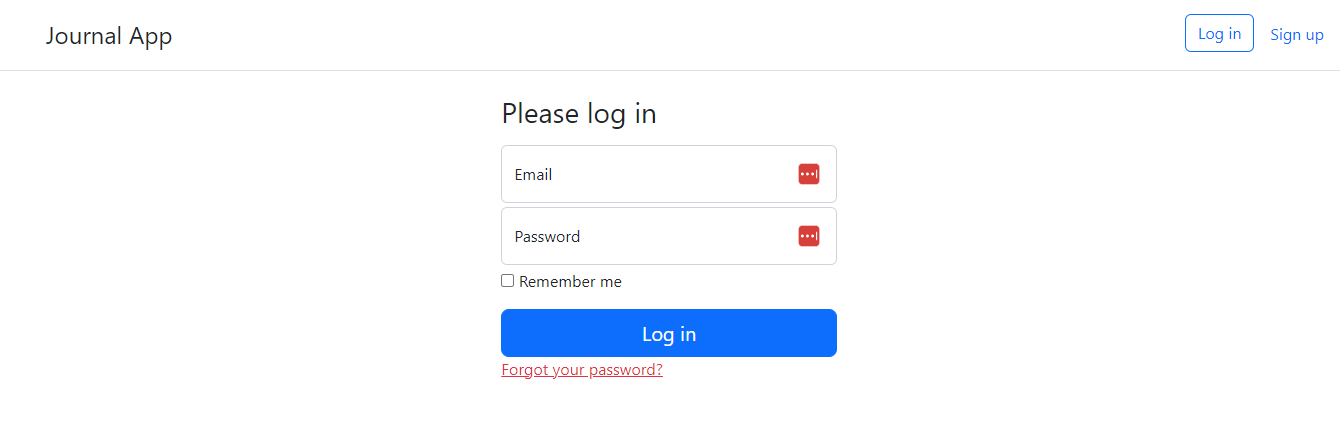 Journal App
Log in
Sign up
Please log in
Email
Password
Remember me
Log in
Forgot your password?